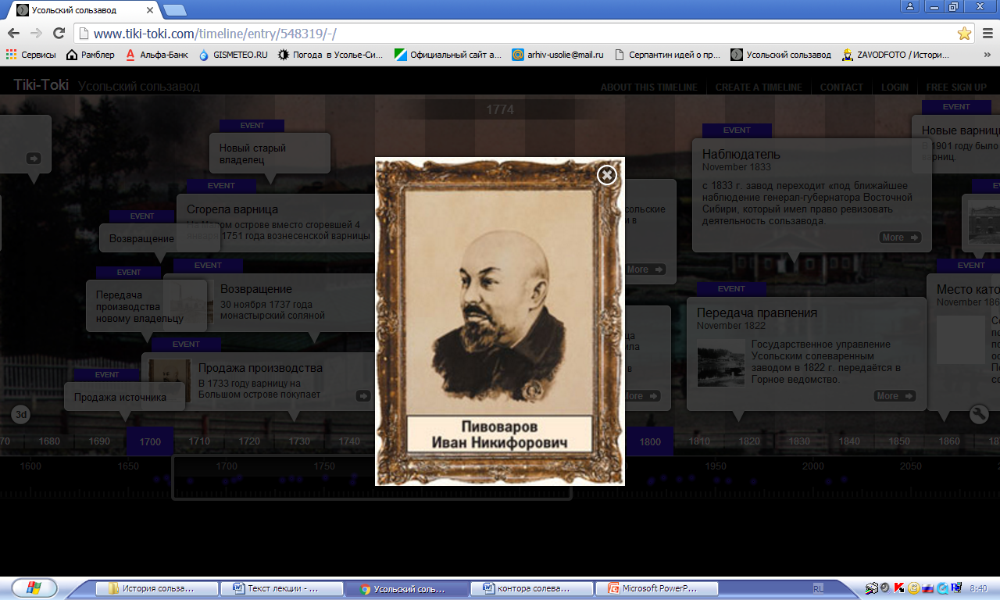 Усольский сользавод
www.tiki-toki.com/timeline/entry/548319/-/
Сервисы
Рамблер
Альфа-Банк
GISMETEO.RU
Погода в Усолье-Си...
Официальный сайт а...
arhiv-usolie@mail.ru
Серпантин идей о пр...
Усольский сользавод
ZAVODFOTO / Истори...
»
Tiki-Toki Усольский сользавод
ABOUT THIS TIMELINE
CREATE A TIMELINE
CONTACT
LOGIN
FREE SIGN UP
1774
EVENT
Новый старый
владелец
EVENT
Сгорела варница
На Малом острове вместо сгоревшей 4
января 1751 года вознесенской варницы
EVENT
Возвращение
EVENT
Передача
производства
новому владельцу
EVENT
Возвращение
30 ноября 1737 года
монастырский соляной
EVENT
Продажа производства
В 1733 году варницу на
Большом острове покупает
EVENT
Продажа источника
Пивоваров
Иван Никифорович
More
More
EVENT
Наблюдатель
November 1833
с 1833 г. завод переходит «под ближайшее
наблюдение генерал-губернатора Восточной
Сибири, который имел право ревизовать
деятельность сользавода.
More
EVENT
Передача правления
November 1822
Государственное управление
Усольским солеваренным
заводом в 1822 г. передаётся в
Горное ведомство.
More
EVENT
Новые варниц
В 1901 году было
варниц.
EVENT
Место като
November 186
3d
70 1680 1690 1700 1710 1720 1730 1740 1800 1810 1820 1830 1840 1850 1860 18
1600 1650 1700 1750 1950 2000 2050
История сользa...
Текст лекции - ...
Усольский соль...
контора солева...
Microsoft PowerP...
RU
8:40